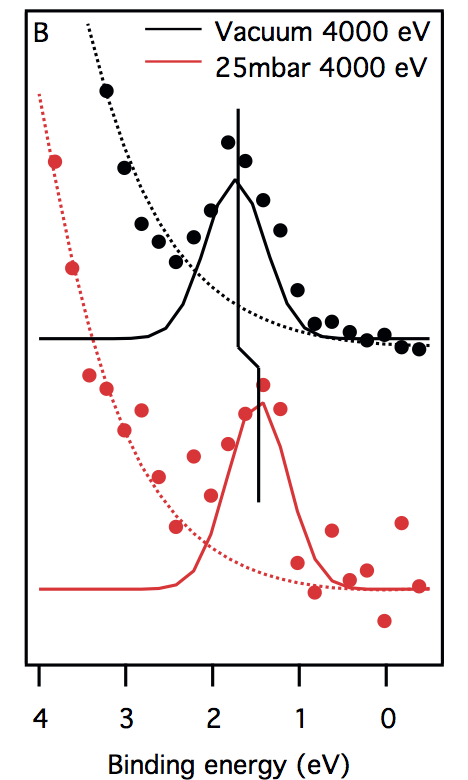 B
Vacuum 4000 eV
25mbar 4000 eV
4 3 2 1 0
Binding energy (eV)